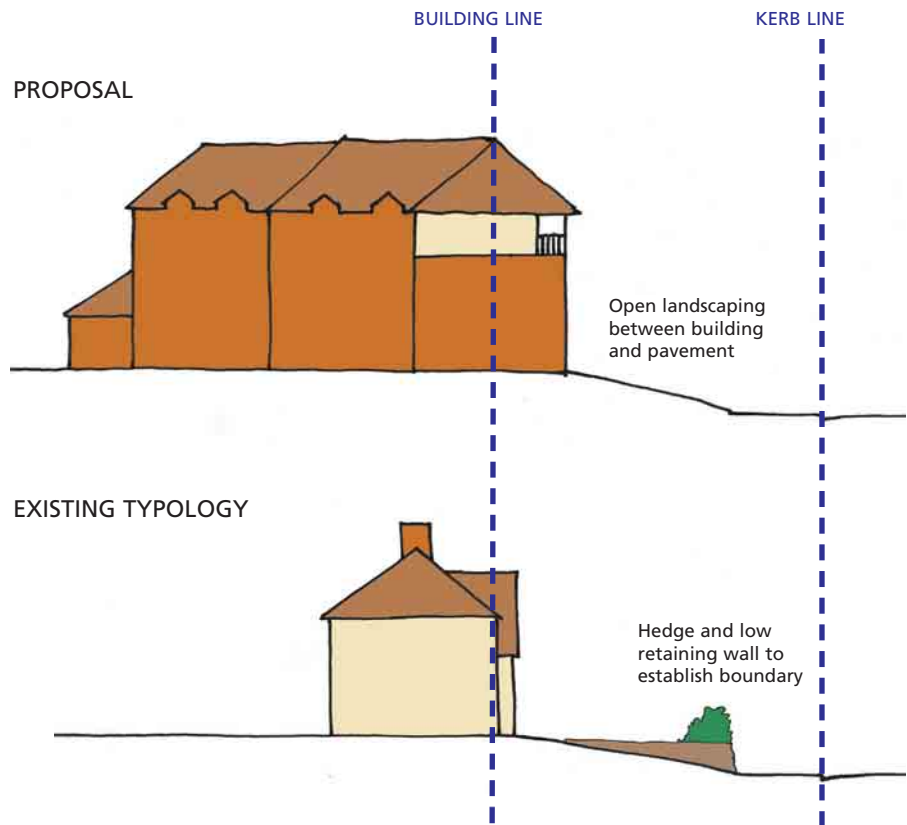 BUILDING LINE
KERB LINE
PROPOSAL
Open landscaping
between building
and pavement
EXISTING TYPOLOGY
Hedge and low
retaining wall to
establish boundary